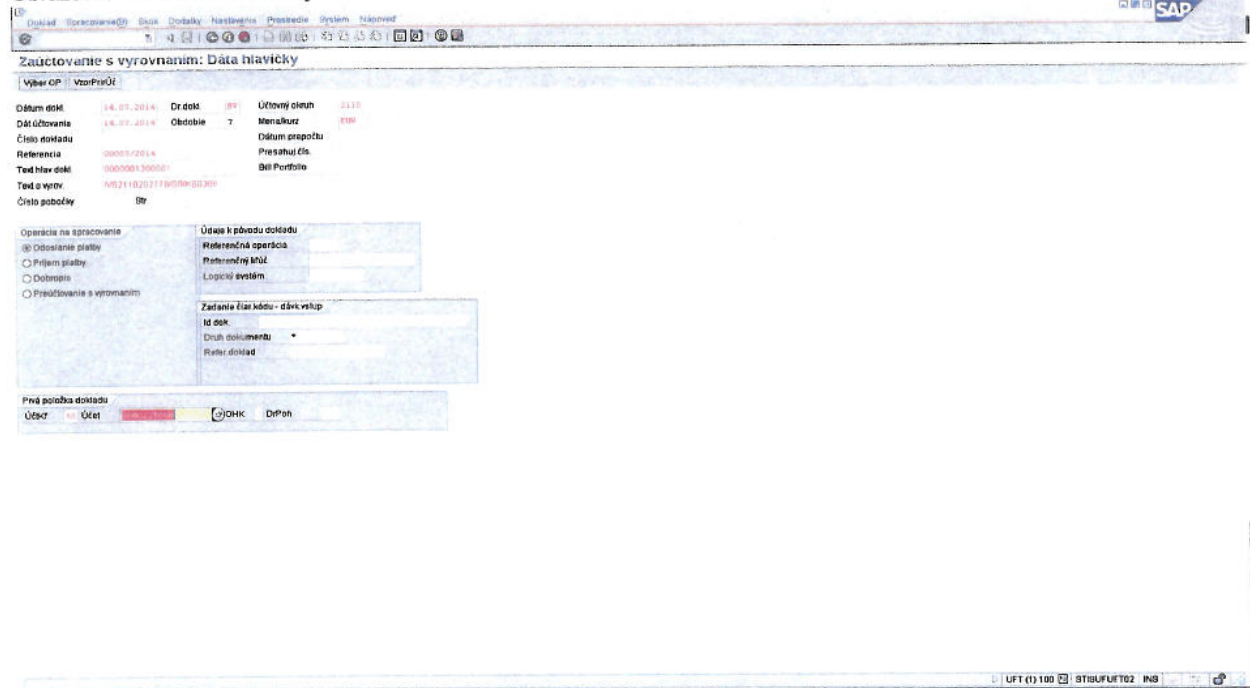 Doklad Spracovanie(D) Skok Dodatky Nastavenia Prostredie Systém Nápoveď
SAP
Zaúčtovanie s vyrovnaním: Dáta hlavičky
Výber OP VzorPriÚč
Dátum dokl. 14.07.2014 Dr.dokl. Účtovný okruh
Dát.účtovania 14.07.2014 Obdobie 7 Mena/kurz EUR
Číslo dokladu Dátum prepočtu
Referencia 00003/2014 Presahuj.čís.
Text hlav.dokl. Bill Portfolio
Text o vyrov.
Číslo pobočky Str
Operácia na spracovanie Údaje k pôvodu dokladu
Odoslanie platby Referenčná operácia
Príjem platby Referenčný kľúč
Dobropis Logický systém
Preúčtovanie s vyrovnaním
Zadanie čiar.kódu - dávk.vstup
Id dok.
Druh dokumentu *
Refer.doklad
Prvá položka dokladu
ÚčtKľ Účet OHK DrPoh
UFT (1) 100 STISUFUFT02 INS